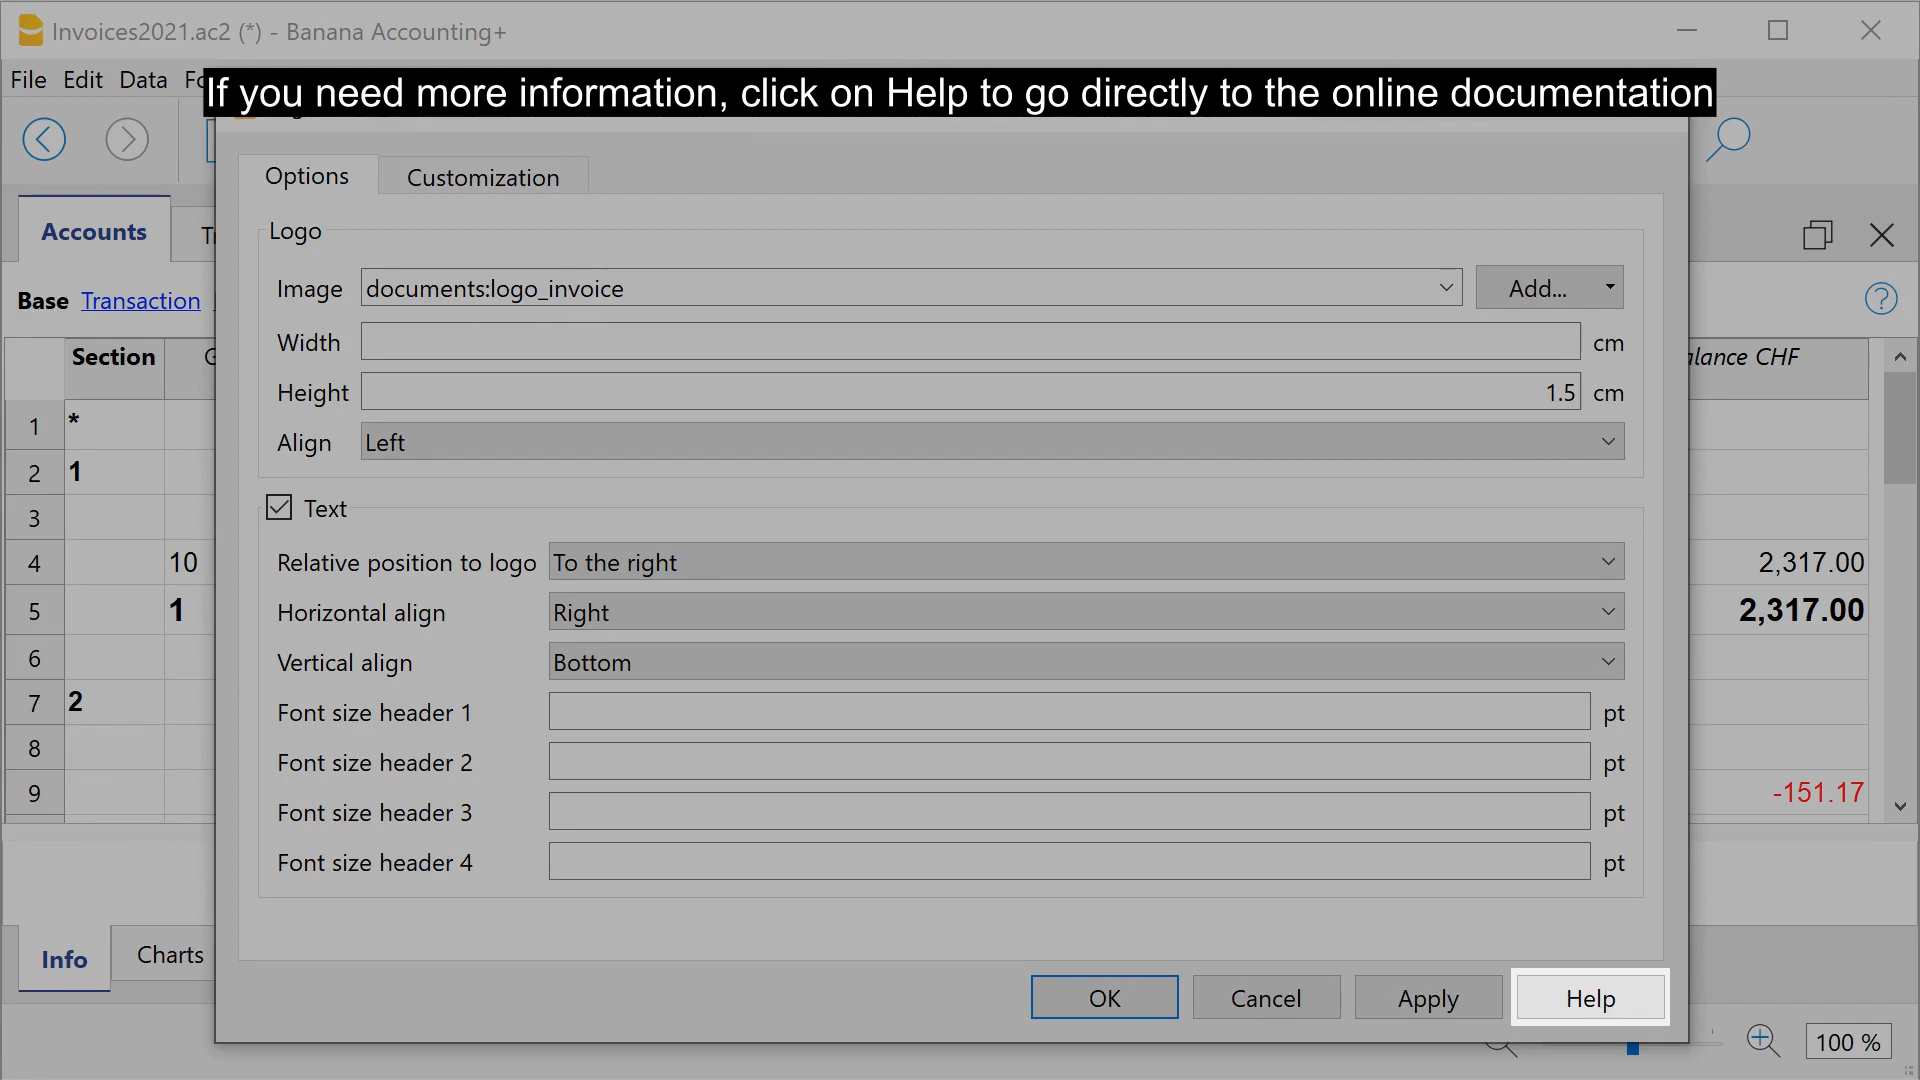 Invoices2021.ac2 (*) - Banana Accounting+
File Edit Data
If you need more information, click on Help to go directly to the online documentation
Options Customization
Accounts
Logo
Image documents:logo_invoice Add...
Base Transaction
Width cm
Section
alance CHF
Height 1.5 cm
1 *
Align Left
2 1
3
Text
4 10 2,317.00
Relative position to logo To the right
5 1 2,317.00
Horizontal align Right
6
Vertical align Bottom
7 2
Font size header 1 pt
8
Font size header 2 pt
9 -151.17
Font size header 3 pt
Font size header 4 pt
Info Charts
OK Cancel Apply Help
100 %